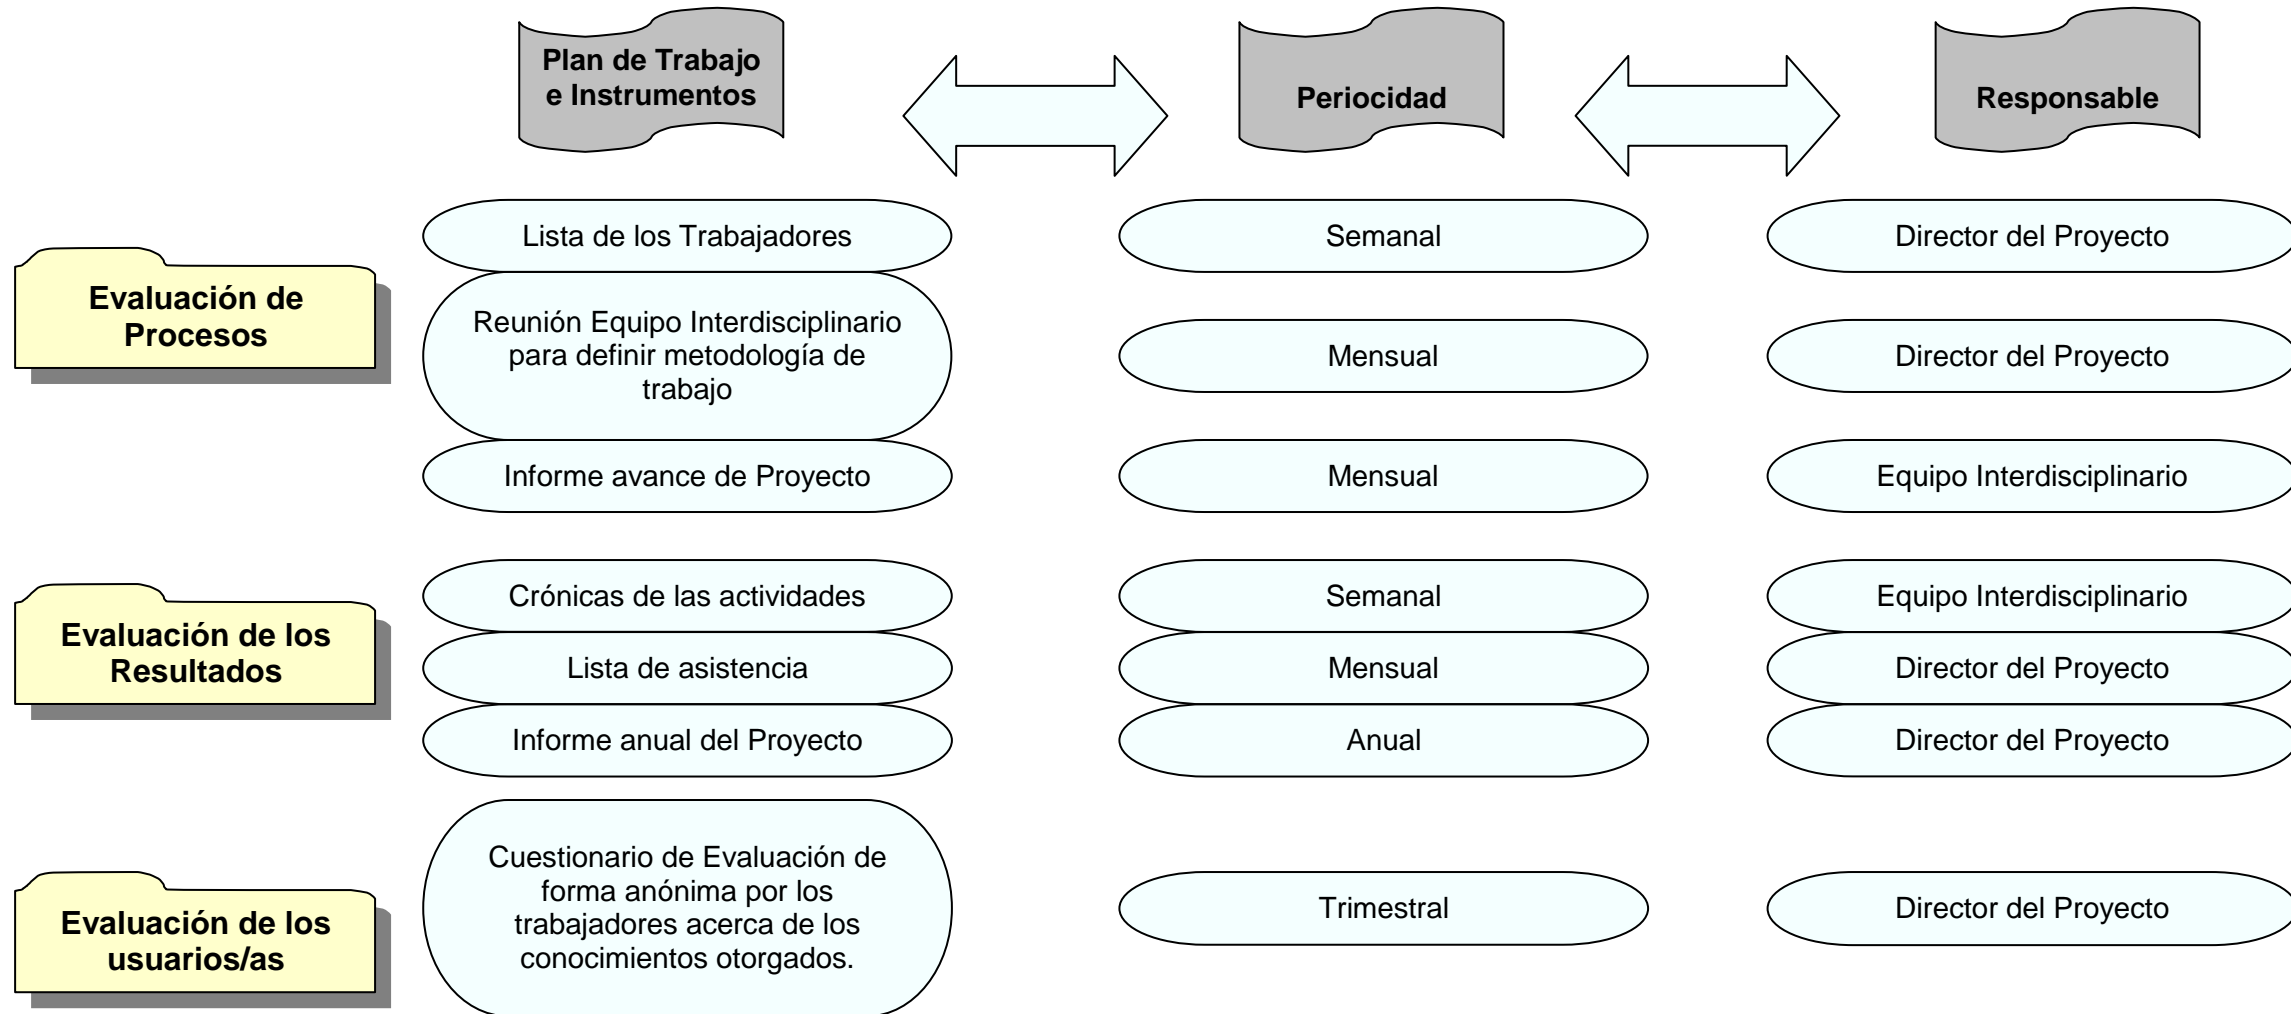 Plan de Trabajo
e Instrumentos
Periocidad
Responsable
Evaluación de
Procesos
Lista de los Trabajadores
Semanal
Director del Proyecto
Reunión Equipo Interdisciplinario
para definir metodología de
trabajo
Mensual
Director del Proyecto
Informe avance de Proyecto
Mensual
Equipo Interdisciplinario
Evaluación de los
Resultados
Crónicas de las actividades
Semanal
Equipo Interdisciplinario
Lista de asistencia
Mensual
Director del Proyecto
Informe anual del Proyecto
Anual
Director del Proyecto
Evaluación de los
usuarios/as
Cuestionario de Evaluación de
forma anónima por los
trabajadores acerca de los
conocimientos otorgados.
Trimestral
Director del Proyecto